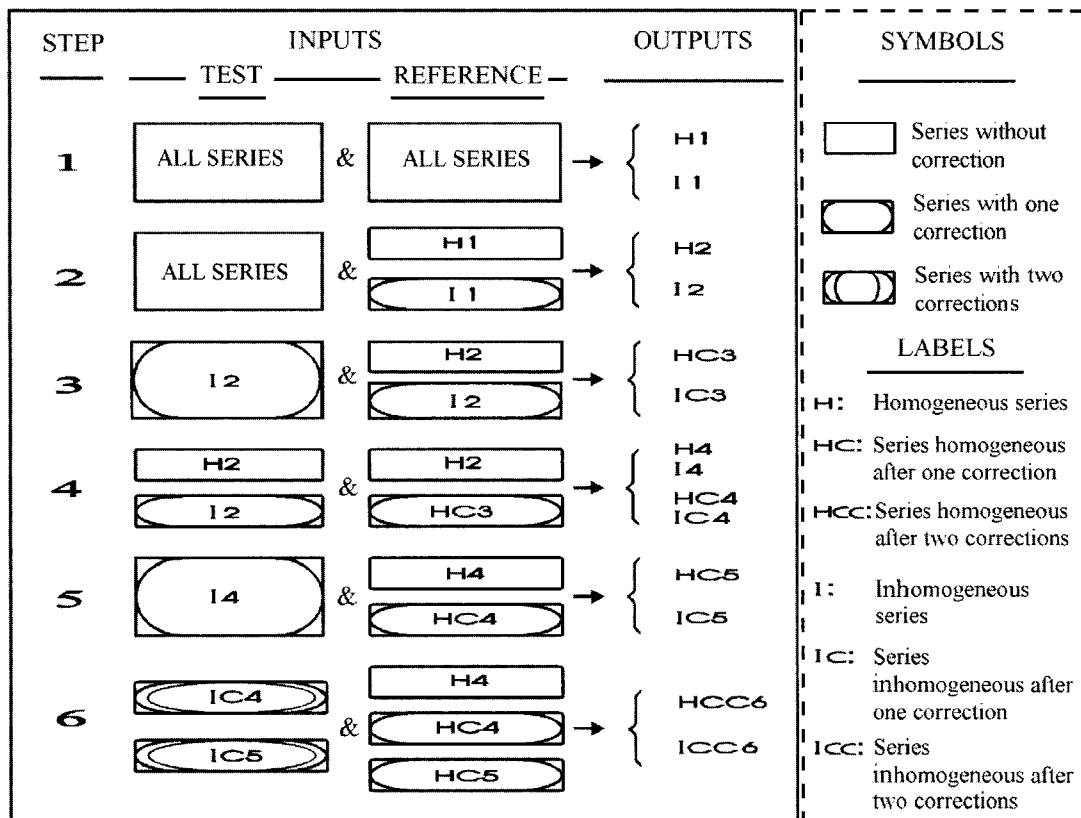 STEP INPUTS OUTPUTS
TEST REFERENCE
1 ALL SERIES & ALL SERIES H1
I1
2 ALL SERIES & H1 H2
I1 I2
3 I2 & H2 HC3
I2 IC3
4 H2 & H2 H4
I4
I2 HC3 HC4
IC4
5 I4 & H4 HC5
HC4 IC5
6 IC4 & H4 HCC6
HC4
IC5 HC5 ICC6
SYMBOLS
Series without
correction
Series with one
correction
Series with two
corrections
LABELS
H: Homogeneous series
HC: Series homogeneous
after one correction
HCC: Series homogeneous
after two corrections
I: Inhomogeneous
series
IC: Series
inhomogeneous after
one correction
ICC: Series
inhomogeneous after
two corrections